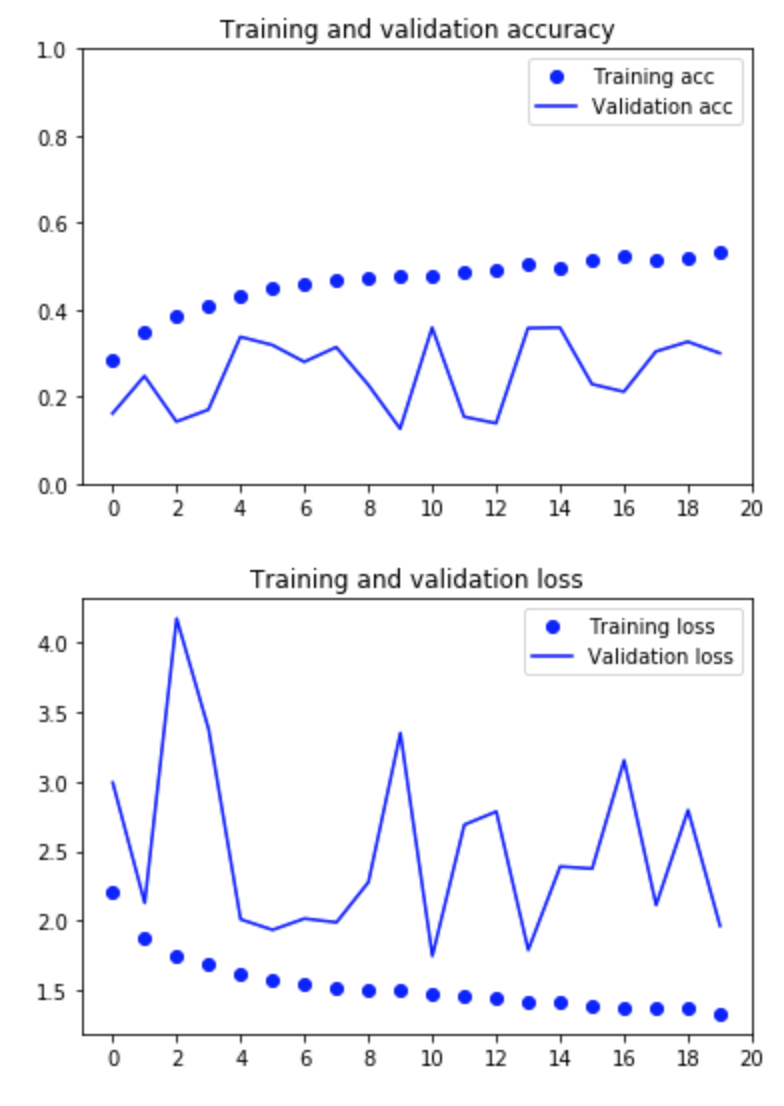 Training and validation accuracy
1.0
Training acc
Validation acc
0.8
0.6
0.4
0.2
0.0
0 2 4 6 8 10 12 14 16 18 20
Training and validation loss
Training loss
4.0
Validation loss
3.5
3.0
2.5
2.0
1.5
0 2 4 6 8 10 12 14 16 18 20